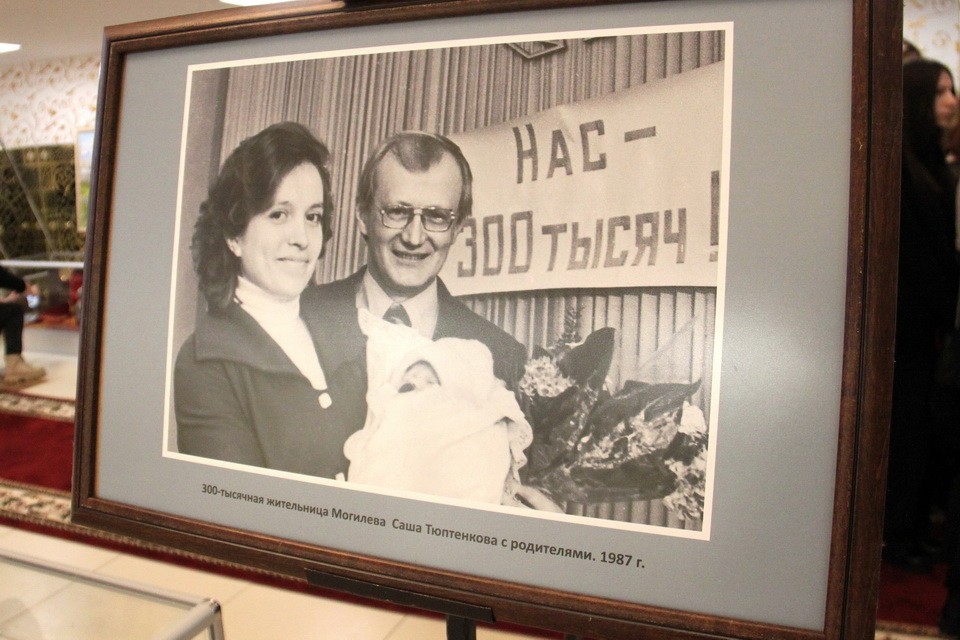 НАС –
300 тысяч!
300-тысячная жительница Могилева Саша Тюптенкова с родителями. 1987 г.